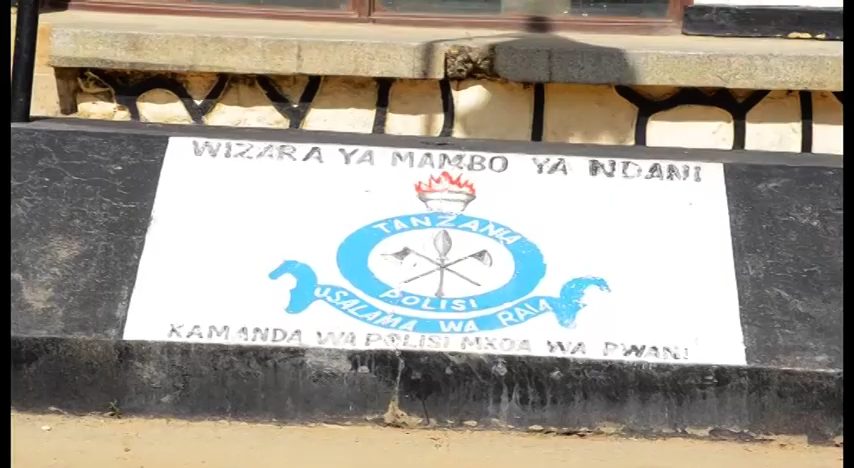 WIZARA YA MAMBO YA NDANI
TANZANIA
POLISI
USALAMA WA RAIA
KAMANDA WA POLISI MKOA WA PWANI